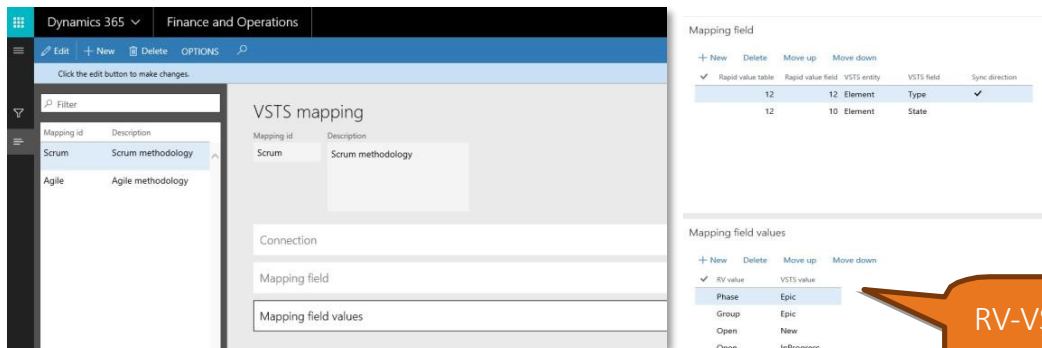 Dynamics 365 Finance and Operations
Edit New Delete OPTIONS
Click the edit button to make changes.
Filter
Mapping id Description
Scrum Scrum methodology
Agile Agile methodology
VSTS mapping
Mapping id Description
Scrum Scrum methodology
Connection
Mapping field
Mapping field values
Mapping field
New Delete Move up Move down
Rapid value table Rapid value field VSTS entity VSTS field Sync direction
12 12 Element Type
12 10 Element State
Mapping field values
New Delete Move up Move down
RV value VSTS value
Phase Epic
Group Epic
Open New
Open InProgress
RV-VS